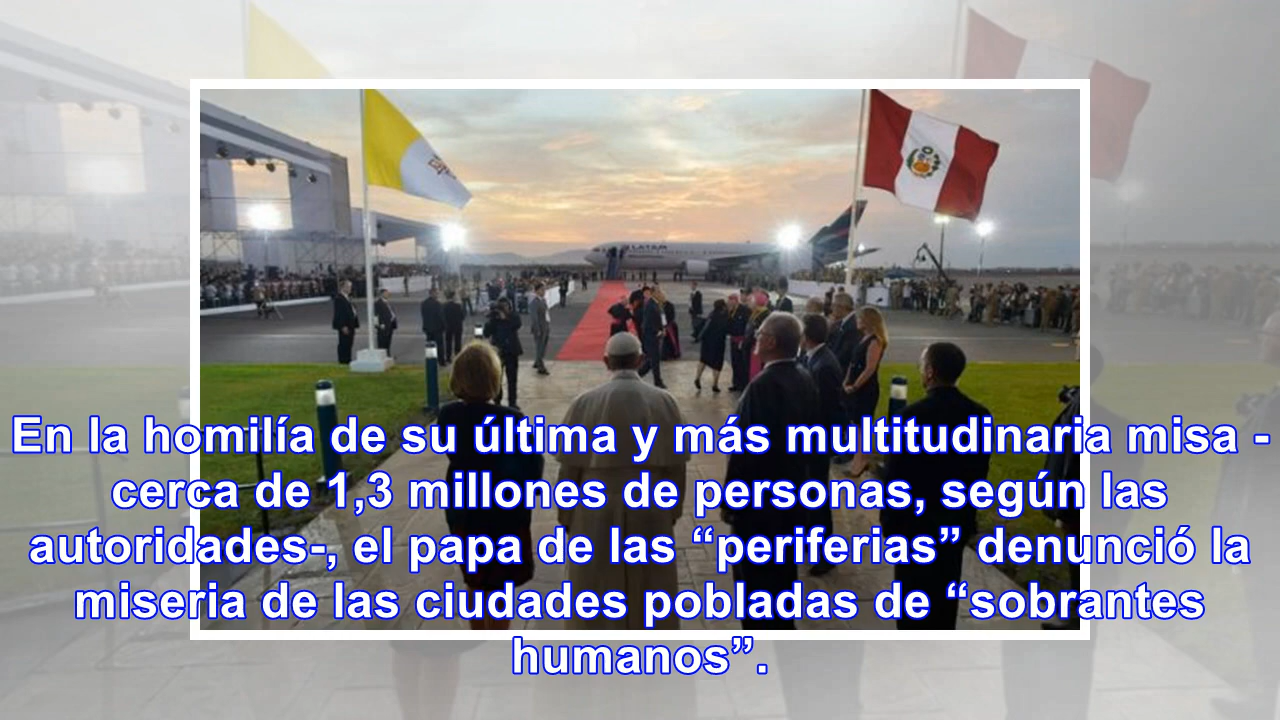 LATAM
En la homilía de su última y más multitudinaria misa -
cerca de 1,3 millones de personas, según las
autoridades-, el papa de las “periferias” denunció la
miseria de las ciudades pobladas de “sobrantes
humanos”.